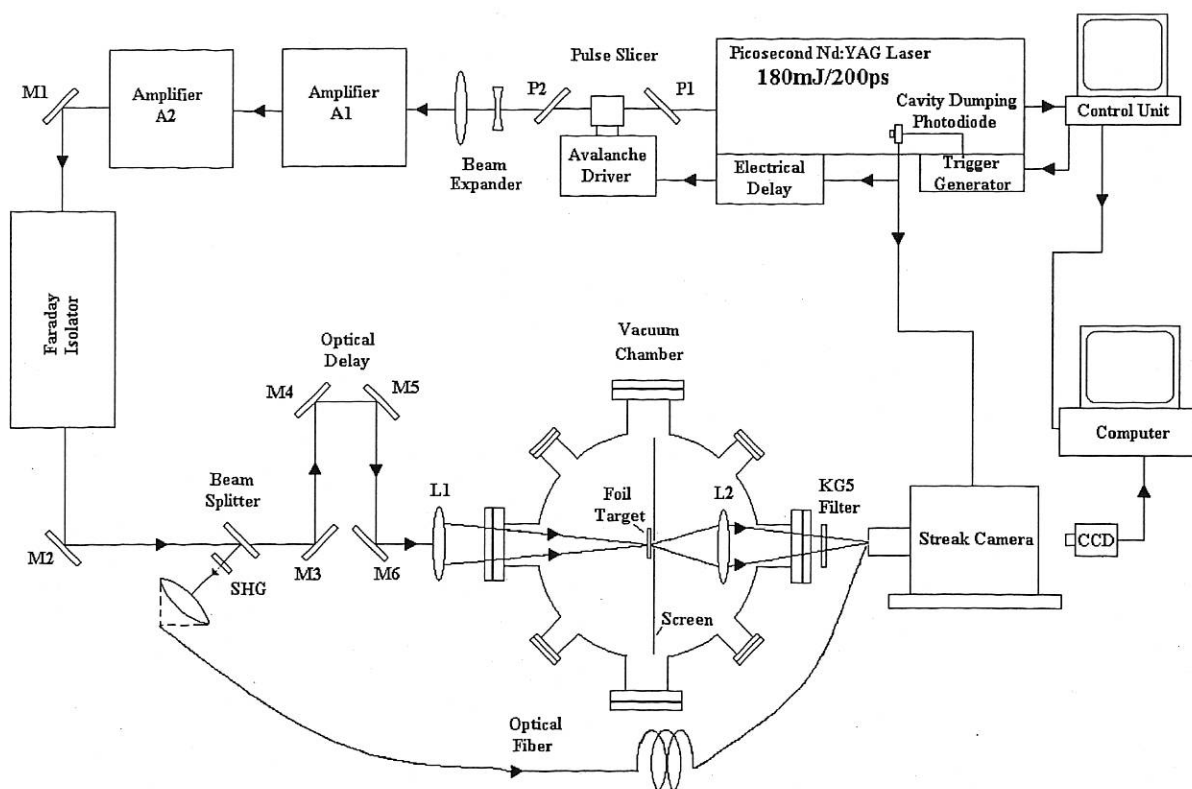 Picosecond Nd:YAG Laser
180mJ/200ps
Pulse Slicer
P2
P1
Cavity Dumping
Photodiode
Control Unit
M1
Amplifier
A2
Amplifier
A1
Beam
Expander
Avalanche
Driver
Electrical
Delay
Trigger
Generator
Faraday
Isolator
Optical
Delay
M4
M5
Vacuum
Chamber
Computer
Beam
Splitter
L1
Foil
Target
L2
KG5
Filter
Streak Camera
CCD
M2
SHG
M3
M6
Screen
Optical
Fiber